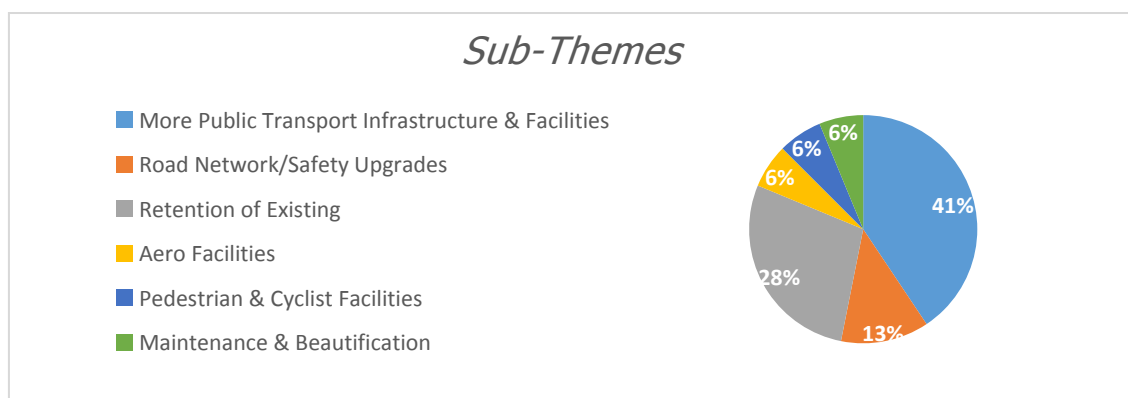 Sub-Themes
More Public Transport Infrastructure & Facilities
Road Network/Safety Upgrades
Retention of Existing
Aero Facilities
Pedestrian & Cyclist Facilities
Maintenance & Beautification
6%
6%
6%
41%
28%
13%